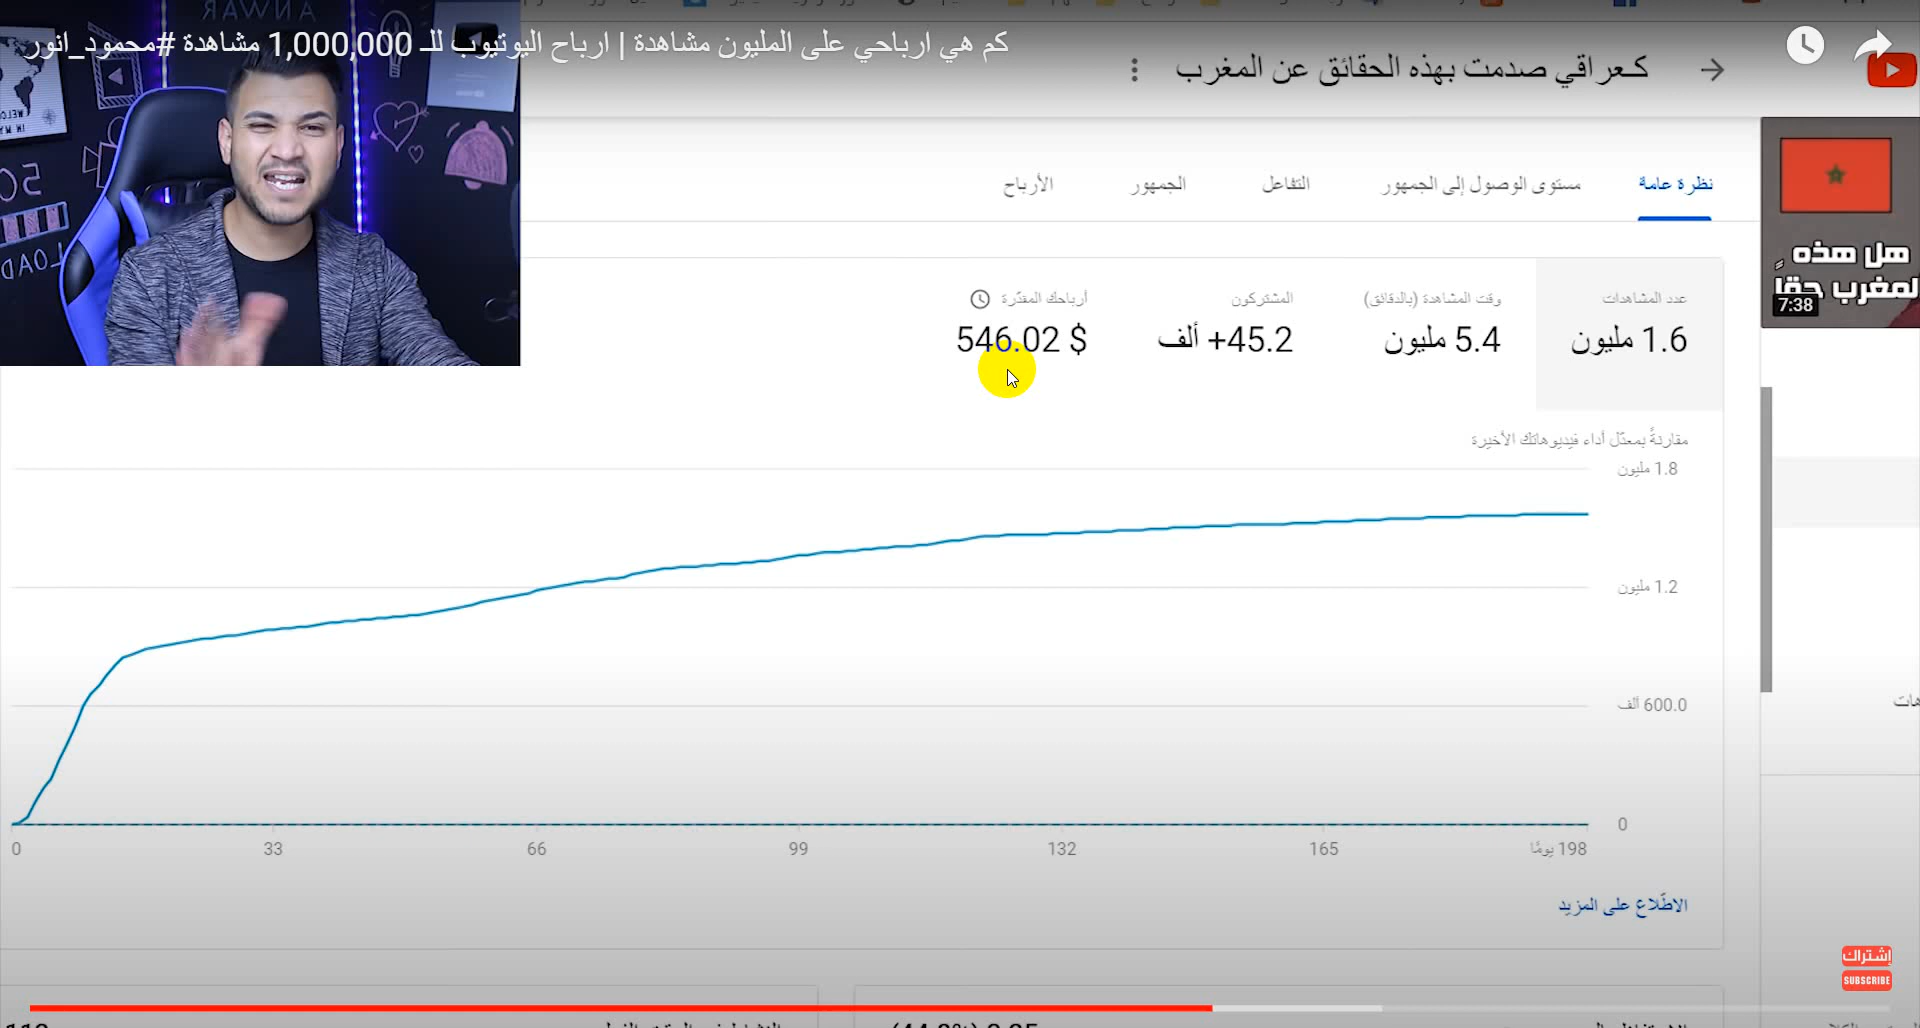 كم هي ارباحي على المليون مشاهدة | ارباح اليوتيوب للـ 1,000,000 مشاهدة #محمود_انور
كـعراقي صدمت بهذه الحقائق عن المغرب
ANWAR
نظرة عامة
مستوى الوصول إلى الجمهور
التفاعل
الجمهور
الأرباح
هل هذه
لمغرب حقاً
7:38
عدد المشاهدات
1.6 مليون
وقت المشاهدة (بالدقائق)
5.4 مليون
المشتركون
+45.2 ألف
أرباحك المقدّرة
546.02 $
مقارنةً بمعدّل أداء فيديوهاتك الأخيرة
1.8 مليون
1.2 مليون
600.0 ألف
0
0
33
66
99
132
165
198 يومًا
الاطّلاع على المزيد
إشتراك
SUBSCRIBE